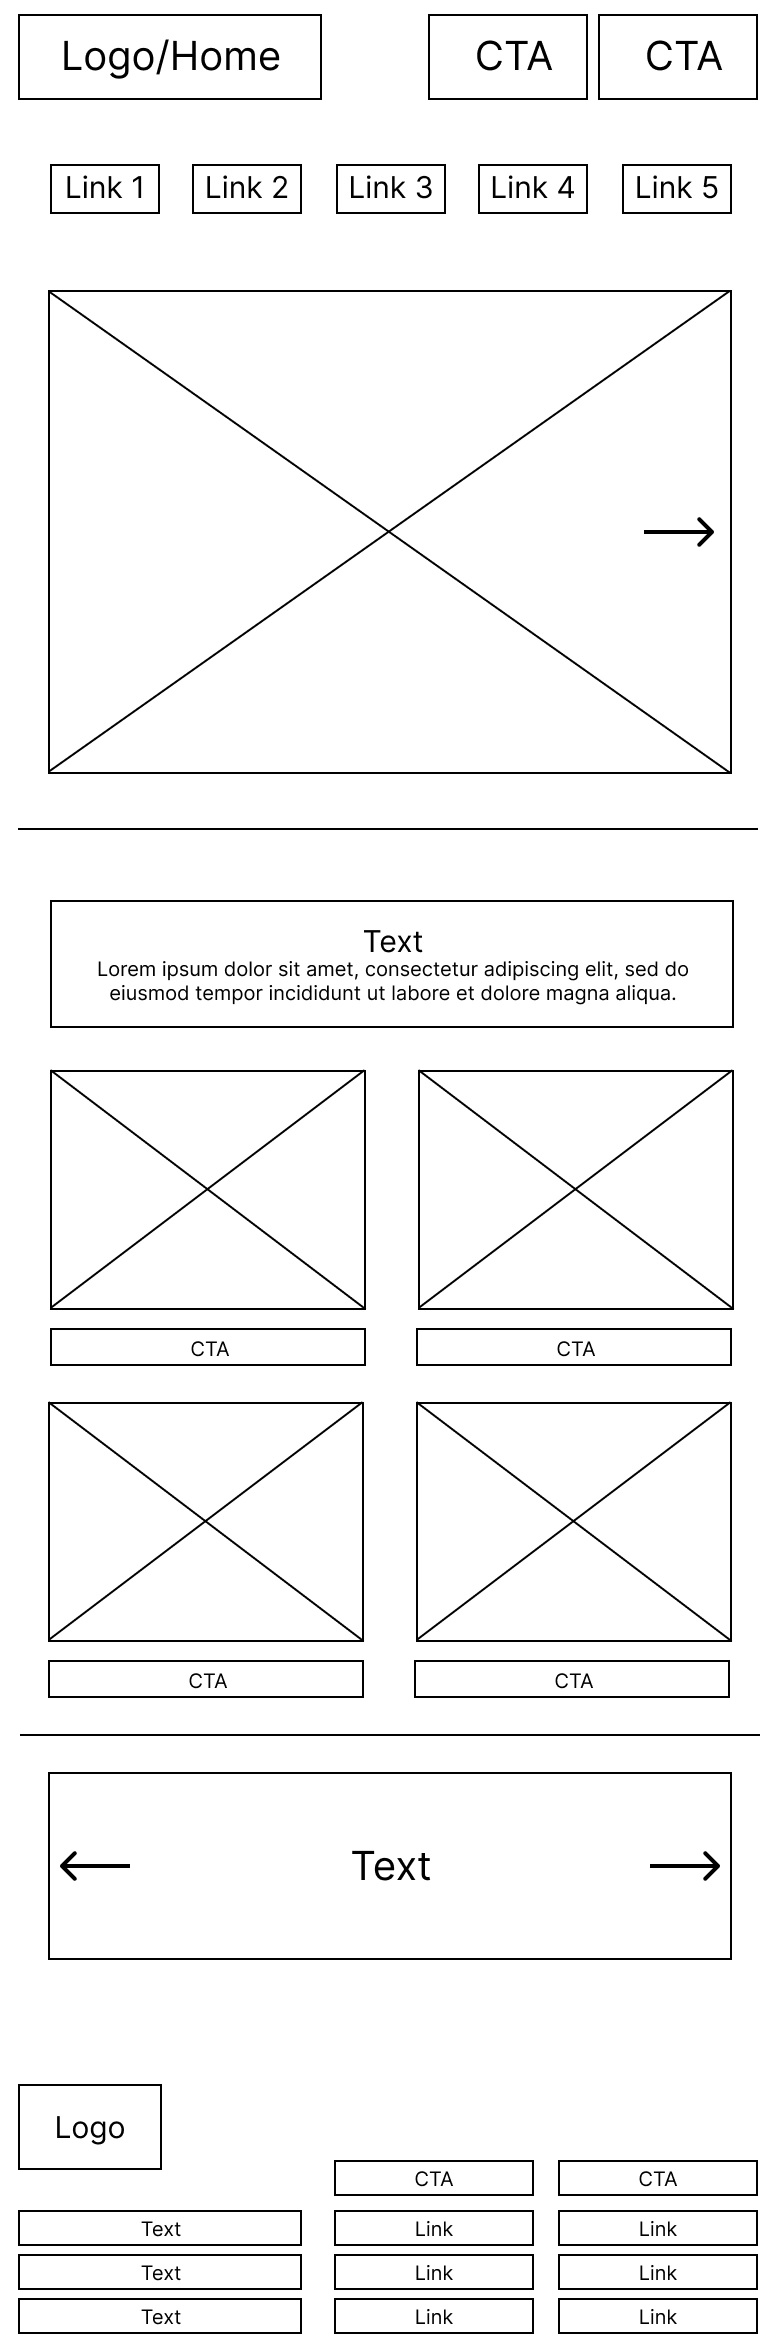 Logo/Home
CTA
CTA
Link 1
Link 2
Link 3
Link 4
Link 5
Text
Lorem ipsum dolor sit amet, consectetur adipiscing elit, sed do
eiusmod tempor incididunt ut labore et dolore magna aliqua.
CTA
CTA
CTA
CTA
Text
Logo
CTA
CTA
Text
Link
Link
Text
Link
Link
Text
Link
Link